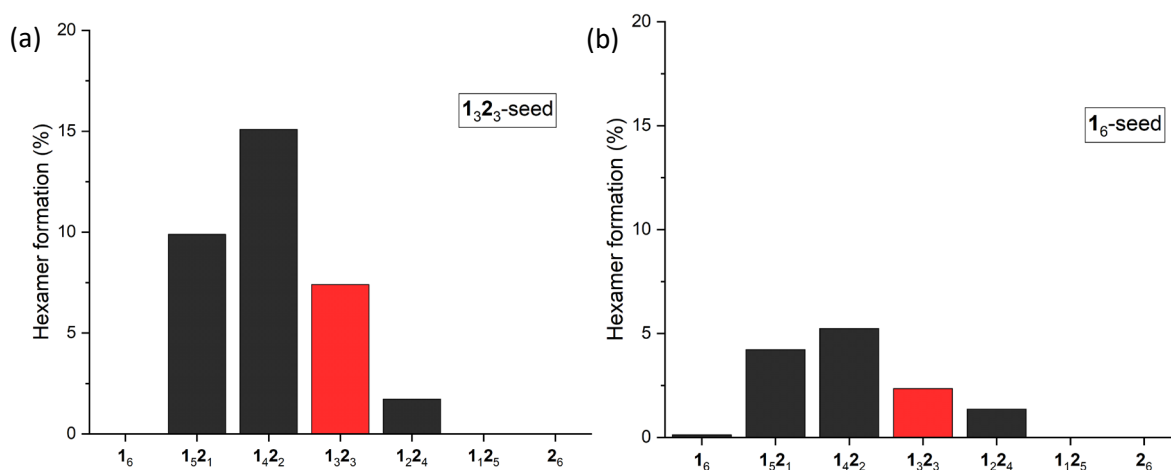 (a)
Hexamer formation (%)
20
15
10
5
0
1₃2₃-seed
1₆ 1₅2₁ 1₄2₂ 1₃2₃ 1₂2₄ 1₁2₅ 2₆
(b)
Hexamer formation (%)
20
15
10
5
0
1₆-seed
1₆ 1₅2₁ 1₄2₂ 1₃2₃ 1₂2₄ 1₁2₅ 2₆